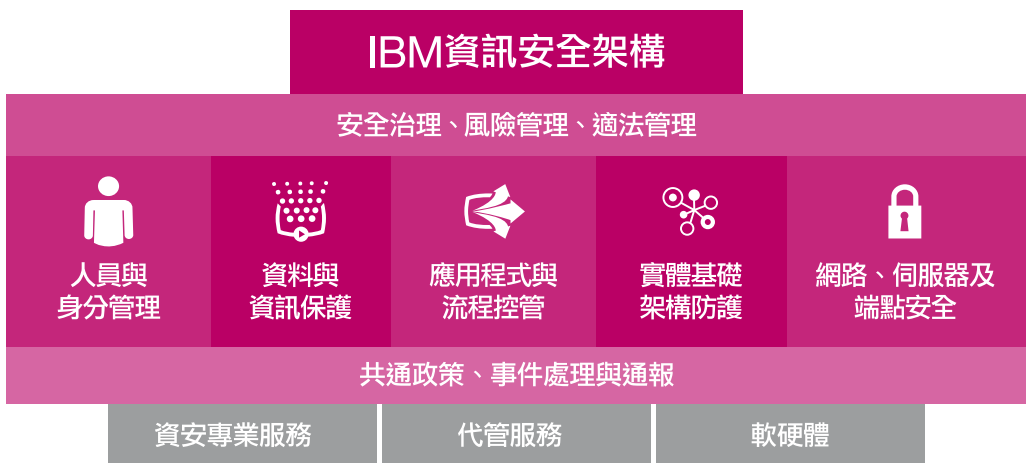 IBM資訊安全架構
安全治理、風險管理、適法管理
人員與
身分管理
資料與
資訊保護
應用程式與
流程控管
實體基礎
架構防護
網路、伺服器及
端點安全
共通政策、事件處理與通報
資安專業服務
代管服務
軟硬體